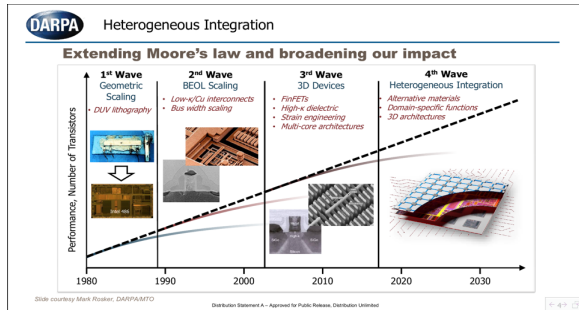 DARPA
Heterogeneous Integration
Extending Moore's law and broadening our impact
1st Wave
Geometric
Scaling
• DUV lithography
2nd Wave
BEOL Scaling
• Low-x/Cu interconnects
• Bus width scaling
3rd Wave
3D Devices
• FinFETs
• High-k dielectric
• Strain engineering
• Multi-core architectures
4th Wave
Heterogeneous Integration
• Alternative materials
• Domain-specific functions
• 3D architectures
Performance, Number of Transistors
Intel 486
1980
1990
2000
2010
2020
2030
Slide courtesy Mark Roaker, DARPA/MTO
Distribution Statement A – Approved for Public Release, Distribution Unlimited